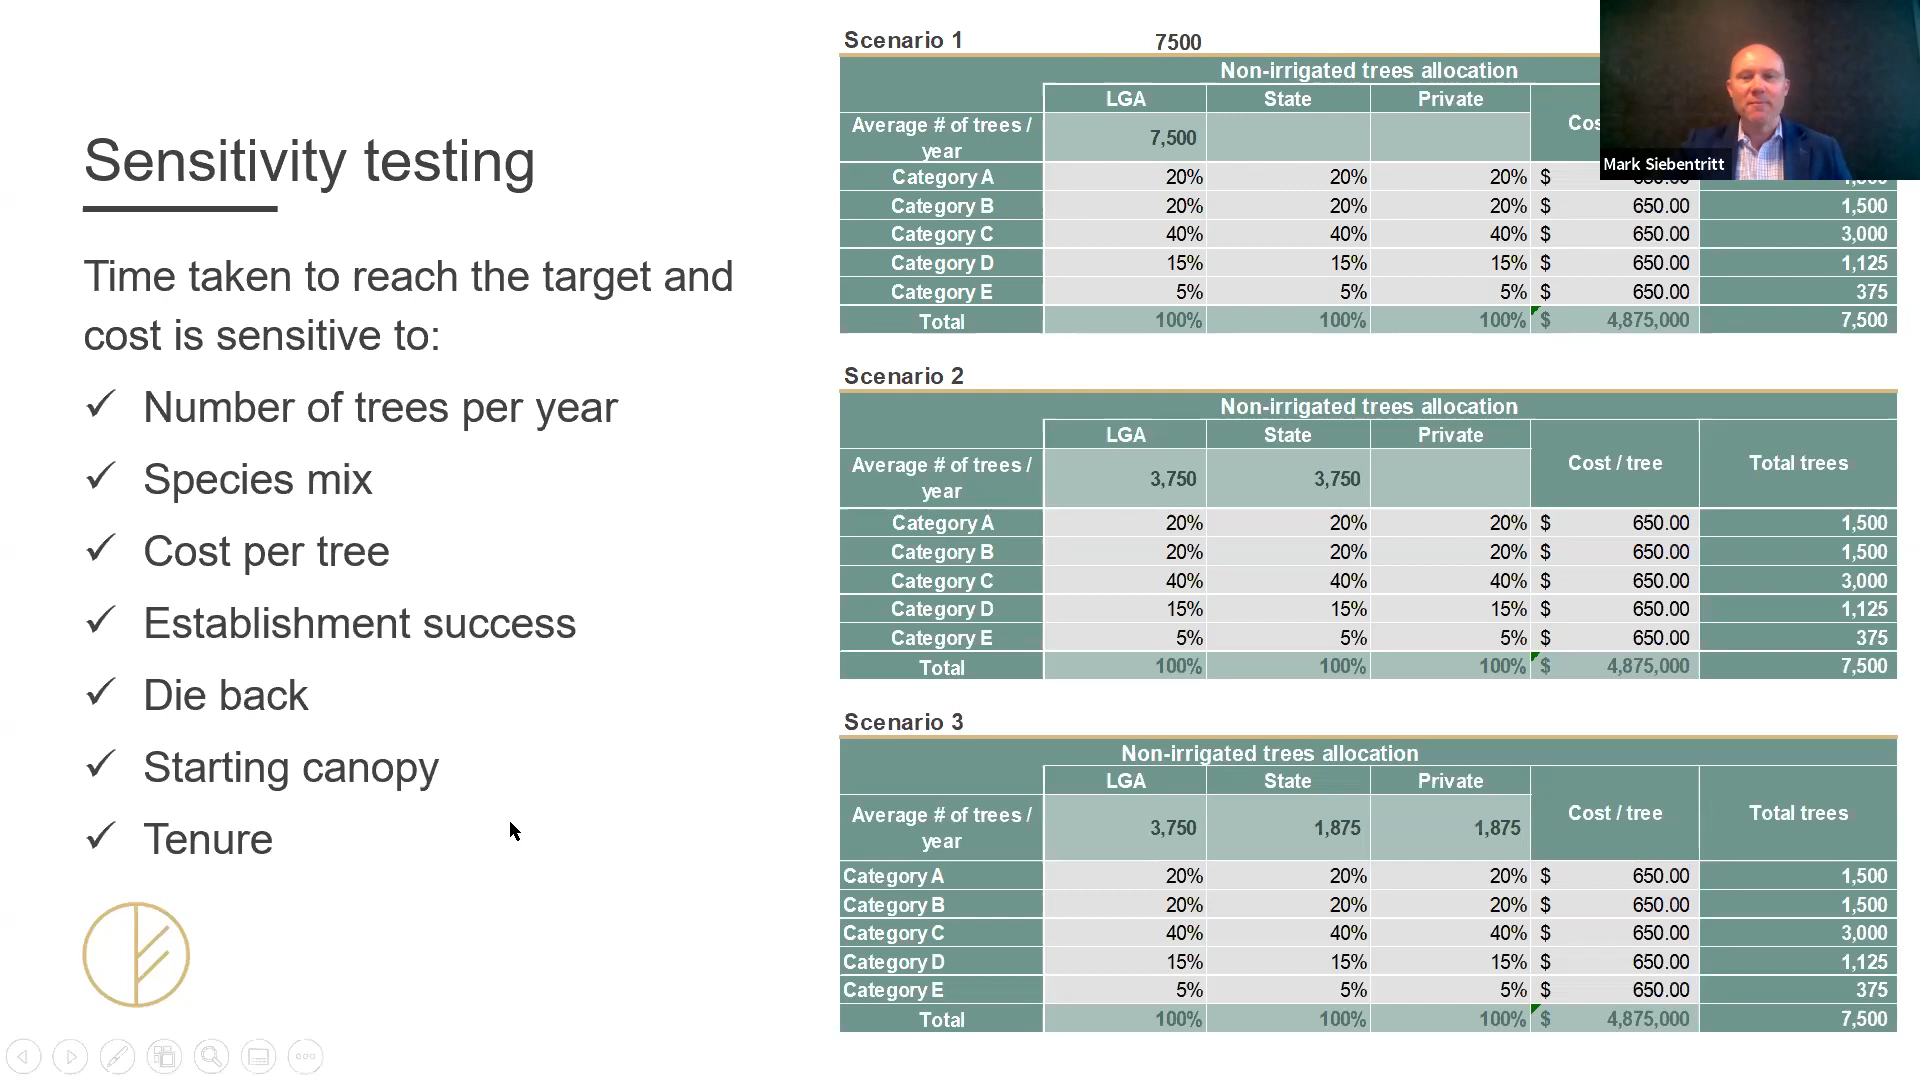 Sensitivity testing
Time taken to reach the target and
cost is sensitive to:
✓ Number of trees per year
✓ Species mix
✓ Cost per tree
✓ Establishment success
✓ Die back
✓ Starting canopy
✓ Tenure
Scenario 1 7500
Non-irrigated trees allocation
LGA State Private
Average # of trees /
year 7,500
Category A 20% 20% 20% $
Category B 20% 20% 20% $ 650.00 1,500
Category C 40% 40% 40% $ 650.00 3,000
Category D 15% 15% 15% $ 650.00 1,125
Category E 5% 5% 5% $ 650.00 375
Total 100% 100% 100% $ 4,875,000 7,500
Scenario 2
Non-irrigated trees allocation
LGA State Private Cost / tree Total trees
Average # of trees /
year 3,750 3,750
Category A 20% 20% 20% $ 650.00 1,500
Category B 20% 20% 20% $ 650.00 1,500
Category C 40% 40% 40% $ 650.00 3,000
Category D 15% 15% 15% $ 650.00 1,125
Category E 5% 5% 5% $ 650.00 375
Total 100% 100% 100% $ 4,875,000 7,500
Scenario 3
Non-irrigated trees allocation
LGA State Private Cost / tree Total trees
Average # of trees /
year 3,750 1,875 1,875
Category A 20% 20% 20% $ 650.00 1,500
Category B 20% 20% 20% $ 650.00 1,500
Category C 40% 40% 40% $ 650.00 3,000
Category D 15% 15% 15% $ 650.00 1,125
Category E 5% 5% 5% $ 650.00 375
Total 100% 100% 100% $ 4,875,000 7,500
Mark Siebentritt